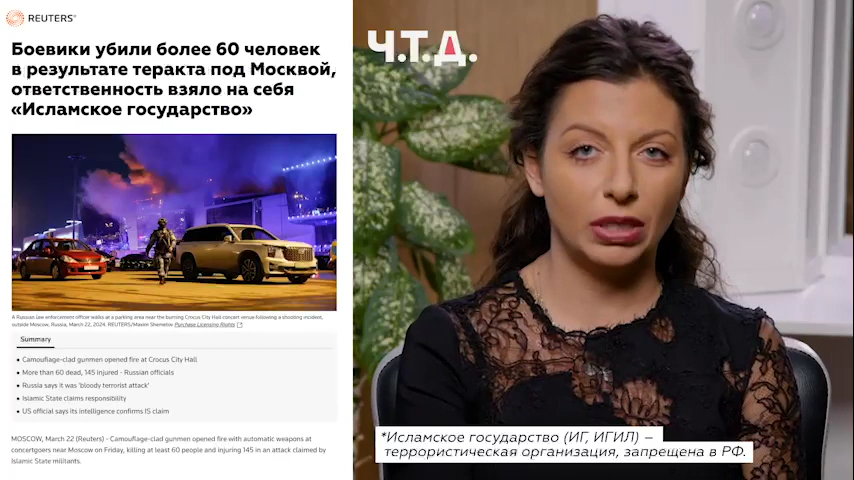 REUTERS®
Боевики убили более 60 человек
в результате теракта под Москвой,
ответственность взяло на себя
«Исламское государство»
A Russian law enforcement officer walks at a parking area near the burning Crocus City Hall concert venue following a shooting incident,
outside Moscow, Russia, March 22, 2024. REUTERS/Maxim Shemetov Purchase Licensing Rights
Summary
Camouflage-clad gunmen opened fire at Crocus City Hall
More than 60 dead, 145 injured - Russian officials
Russia says it was 'bloody terrorist attack'
Islamic State claims responsibility
US official says its intelligence confirms IS claim
MOSCOW, March 22 (Reuters) - Camouflage-clad gunmen opened fire with automatic weapons at
concertgoers near Moscow on Friday, killing at least 60 people and injuring 145 in an attack claimed by
Islamic State militants.
Ч.Т.Д.
*Исламское государство (ИГ, ИГИЛ) –
террористическая организация, запрещена в РФ.